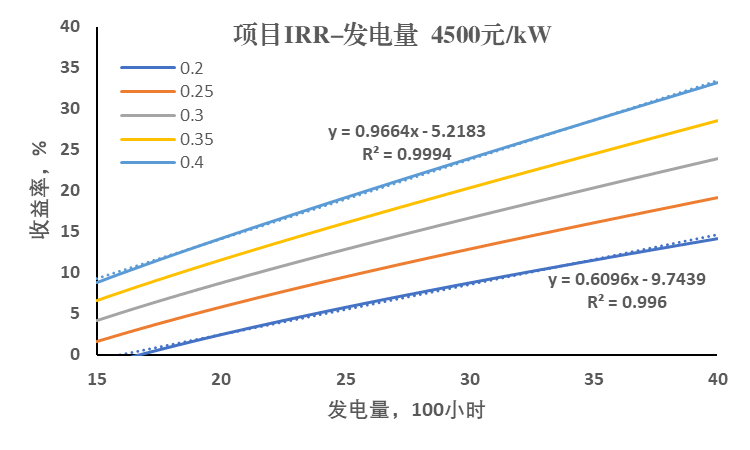 项目IRR–发电量 4500元/kW
40
35
30
25
20
15
10
5
0
收益率，%
0.2
0.25
0.3
0.35
0.4
y = 0.9664x - 5.2183
R² = 0.9994
y = 0.6096x - 9.7439
R² = 0.996
15 20 25 30 35 40
发电量，100小时